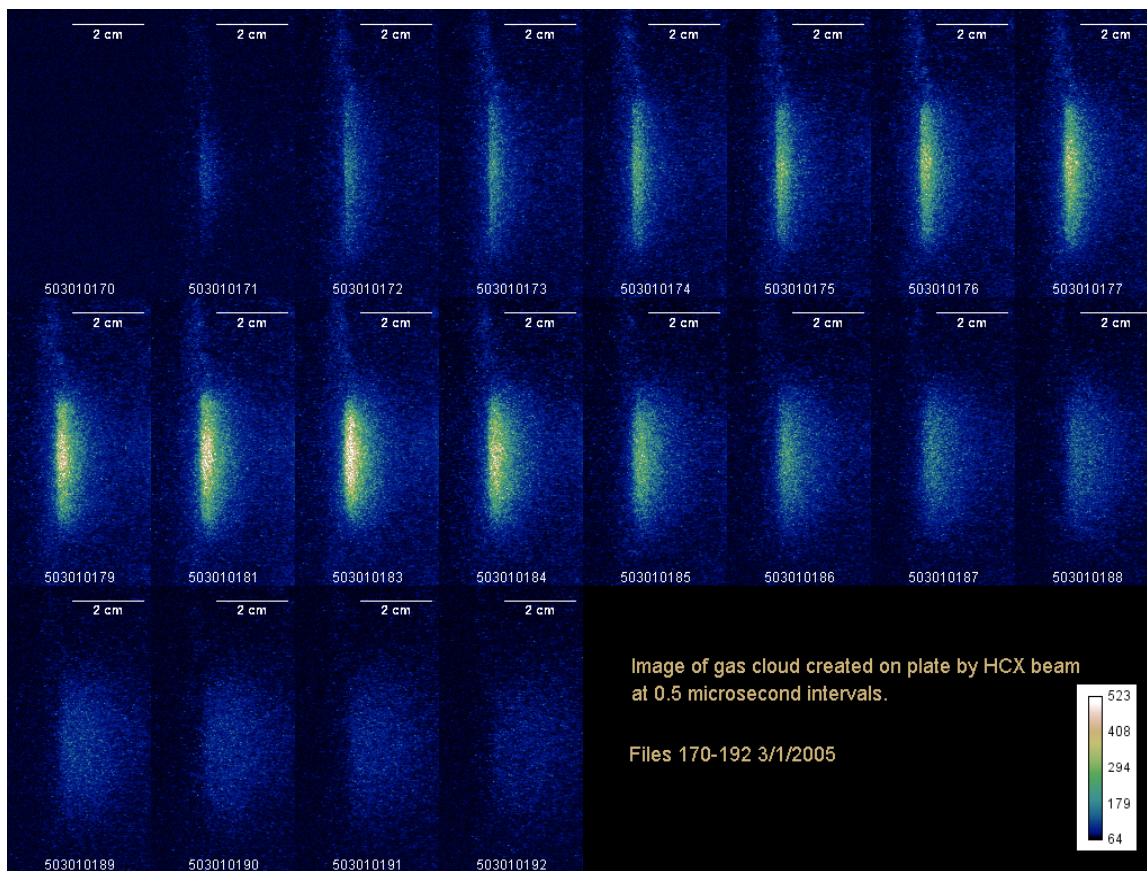 2 cm 2 cm 2 cm 2 cm 2 cm 2 cm 2 cm 2 cm
503010170 503010171 503010172 503010173 503010174 503010175 503010176 503010177
2 cm 2 cm 2 cm 2 cm 2 cm 2 cm 2 cm 2 cm
503010179 503010181 503010183 503010184 503010185 503010186 503010187 503010188
2 cm 2 cm 2 cm 2 cm
503010189 503010190 503010191 503010192
Image of gas cloud created on plate by HCX beam
at 0.5 microsecond intervals.
Files 170-192 3/1/2005
523
408
294
179
64